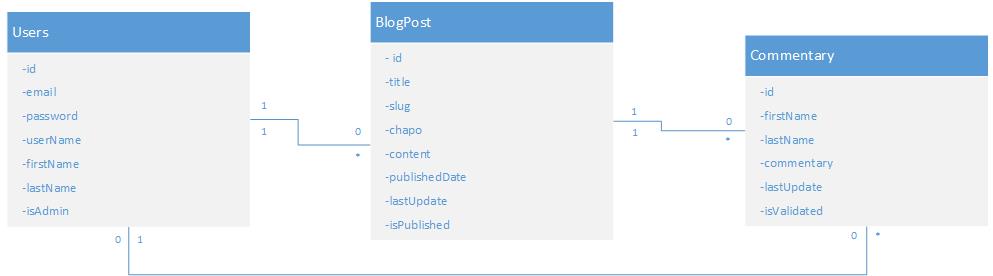 Users
-id
-email
-password
-userName
-firstName
-lastName
-isAdmin
1
1
0
*
BlogPost
- id
-title
-slug
-chapo
-content
-publishedDate
-lastUpdate
-isPublished
1
1
0
*
Commentary
-id
-firstName
-lastName
-commentary
-lastUpdate
-isValidated
0 1
0 *